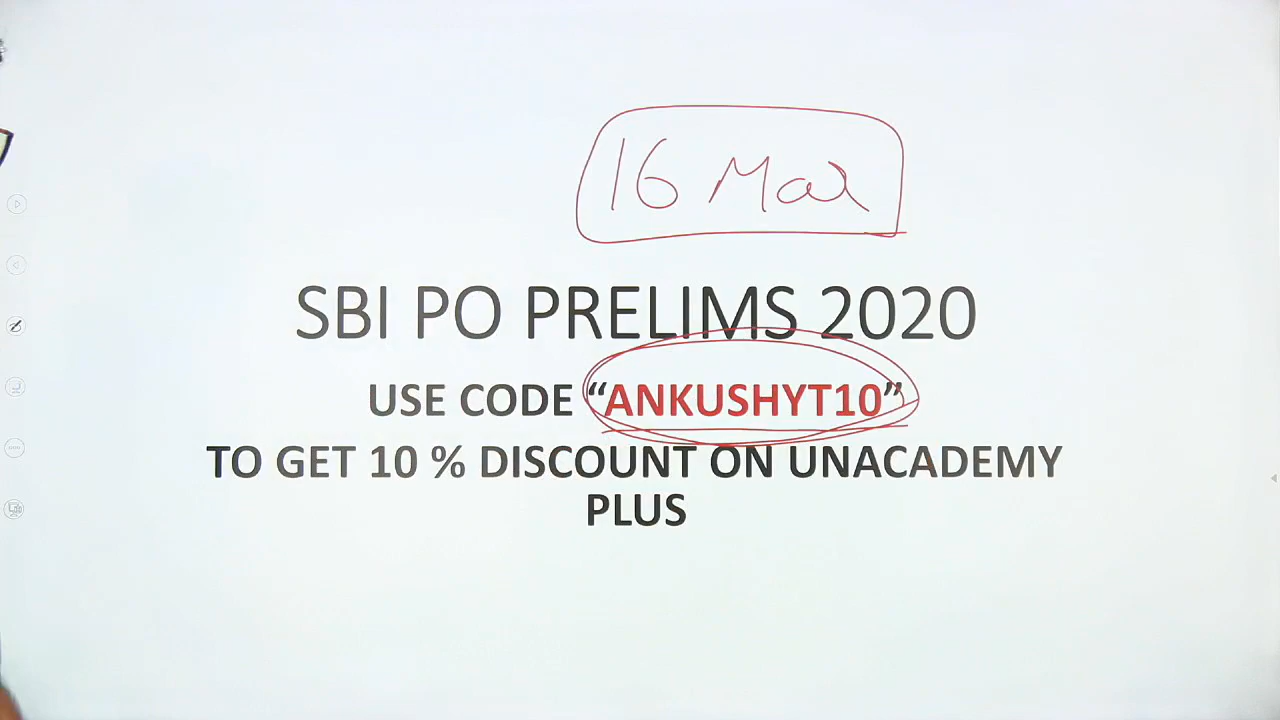 16 Mar
SBI PO PRELIMS 2020
USE CODE “ANKUSHYT10”
TO GET 10 % DISCOUNT ON UNACADEMY
PLUS